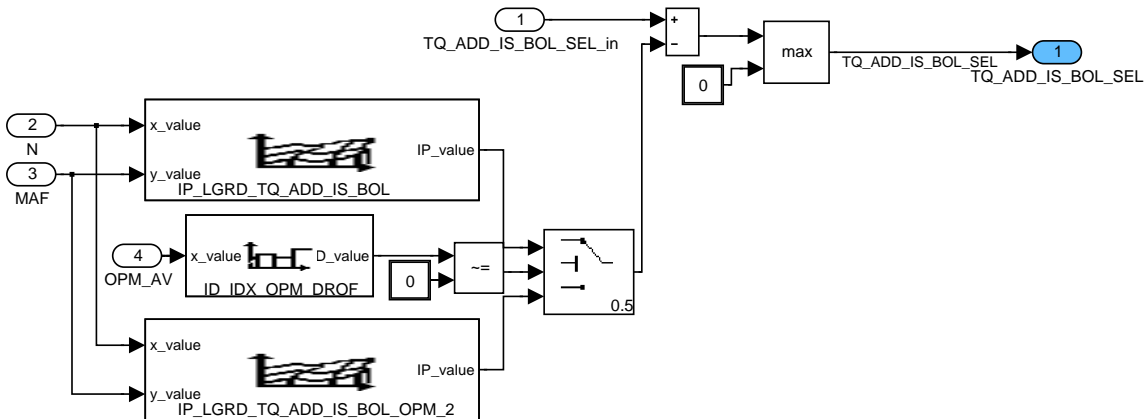 1
TQ_ADD_IS_BOL_SEL_in
+
−
0
max
TQ_ADD_IS_BOL_SEL
1
TQ_ADD_IS_BOL_SEL
2
N
3
MAF
x_value
y_value
IP_value
IP_LGRD_TQ_ADD_IS_BOL
4
OPM_AV
x_value
D_value
ID_IDX_OPM_DROF
0
~=
0.5
x_value
y_value
IP_value
IP_LGRD_TQ_ADD_IS_BOL_OPM_2